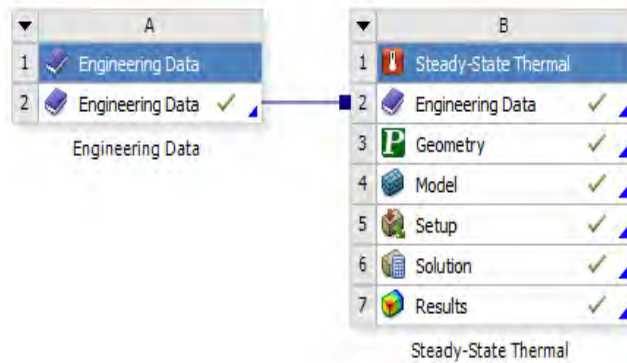 A
1 Engineering Data
2 Engineering Data
Engineering Data
B
1 Steady-State Thermal
2 Engineering Data
3 P Geometry
4 Model
5 Setup
6 Solution
7 Results
Steady-State Thermal